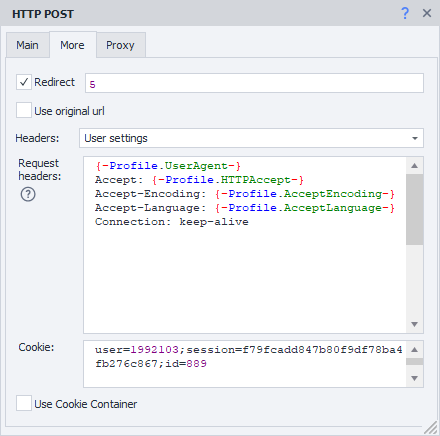 HTTP POST
?
Main More Proxy
Redirect 5
Use original url
Headers: User settings
Request headers:
?
{-Profile.UserAgent-}
Accept: {-Profile.HTTPAccept-}
Accept-Encoding: {-Profile.AcceptEncoding-}
Accept-Language: {-Profile.AcceptLanguage-}
Connection: keep-alive
Cookie:
user=1992103;session=f79fcadd847b80f9df78ba4
fb276c867;id=889
Use Cookie Container